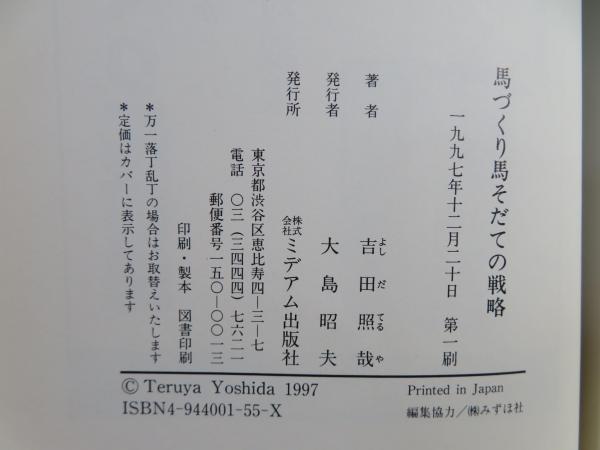 馬づくり馬そだての戦略
一九九七年十二月二十日 第一刷
著者 吉田照哉
よしだてるや
発行者 大島昭夫
発行所 株式会社ミデアム出版社
東京都渋谷区恵比寿四―三―七
電話 〇三(三四四四)七六二一
郵便番号一五〇―〇〇一三
印刷・製本 図書印刷
＊万一落丁乱丁の場合はお取替えいたします
＊定価はカバーに表示してあります
© Teruya Yoshida 1997
Printed in Japan
ISBN4-944001-55-X
編集協力/㈱みずほ社